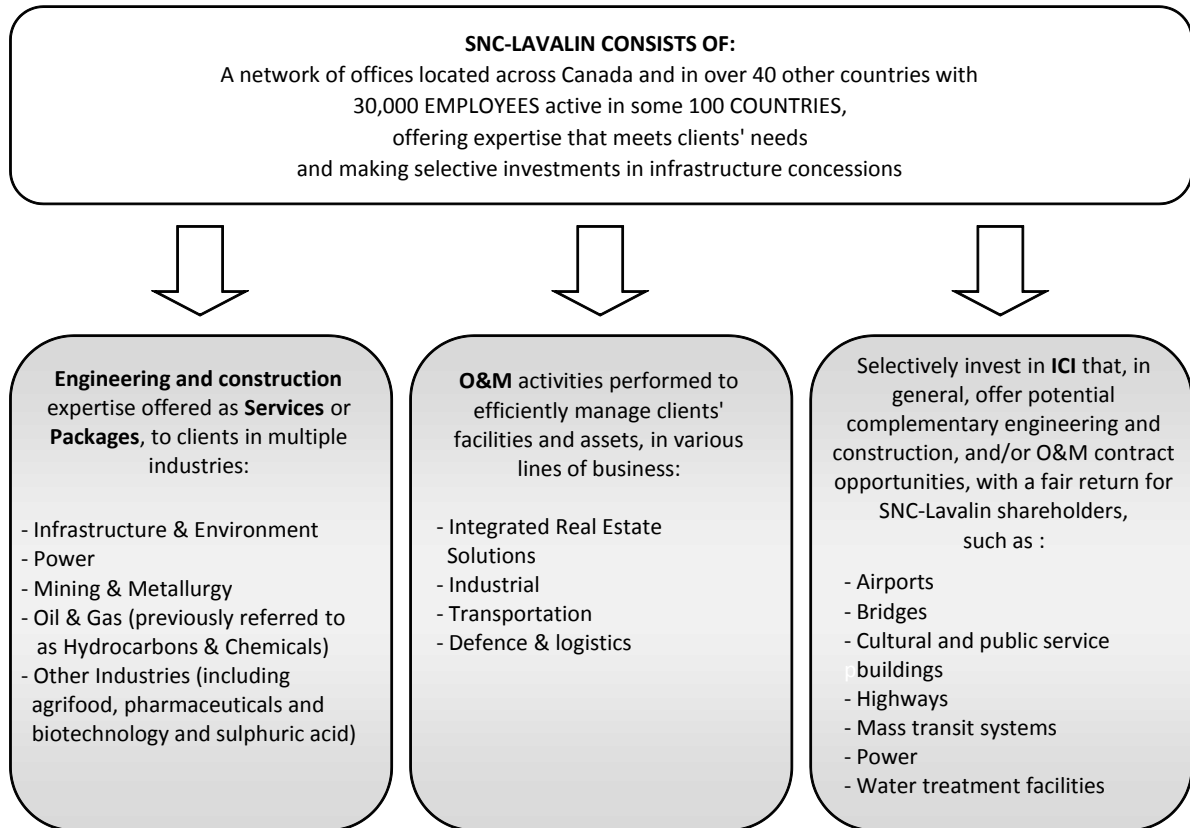 SNC-LAVALIN CONSISTS OF:
A network of offices located across Canada and in over 40 other countries with
30,000 EMPLOYEES active in some 100 COUNTRIES,
offering expertise that meets clients' needs
and making selective investments in infrastructure concessions
Engineering and construction
expertise offered as Services or
Packages, to clients in multiple
industries:
- Infrastructure & Environment
- Power
- Mining & Metallurgy
- Oil & Gas (previously referred to
as Hydrocarbons & Chemicals)
- Other Industries (including
agrifood, pharmaceuticals and
biotechnology and sulphuric acid)
O&M activities performed to
efficiently manage clients'
facilities and assets, in various
lines of business:
- Integrated Real Estate
Solutions
- Industrial
- Transportation
- Defence & logistics
Selectively invest in ICI that, in
general, offer potential
complementary engineering and
construction, and/or O&M contract
opportunities, with a fair return for
SNC-Lavalin shareholders,
such as :
- Airports
- Bridges
- Cultural and public service
pbuildings
- Highways
- Mass transit systems
- Power
- Water treatment facilities